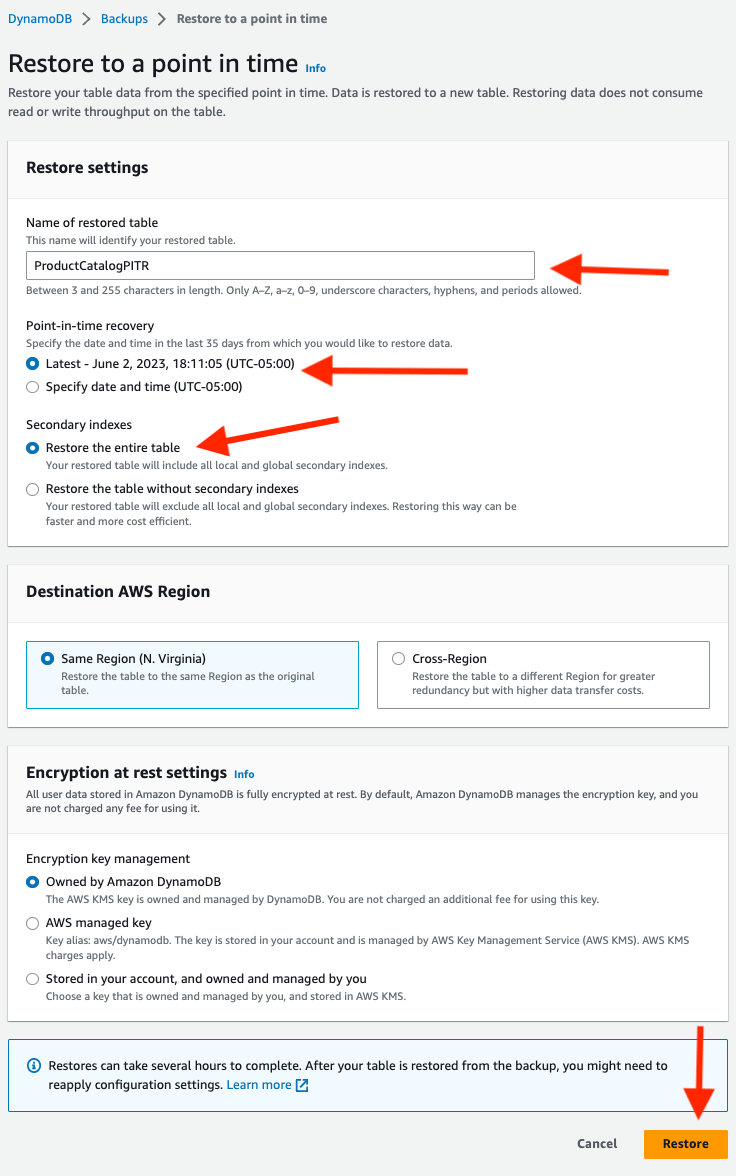 DynamoDB > Backups > Restore to a point in time
Restore to a point in time Info
Restore your table data from the specified point in time. Data is restored to a new table. Restoring data does not consume
read or write throughput on the table.
Restore settings
Name of restored table
This name will identify your restored table.
ProductCatalogPITR
Between 3 and 255 characters in length. Only A–Z, a–z, 0–9, underscore characters, hyphens, and periods allowed.
Point-in-time recovery
Specify the date and time in the last 35 days from which you would like to restore data.
Latest - June 2, 2023, 18:11:05 (UTC-05:00)
Specify date and time (UTC-05:00)
Secondary indexes
Restore the entire table
Your restored table will include all local and global secondary indexes.
Restore the table without secondary indexes
Your restored table will exclude all local and global secondary indexes. Restoring this way can be
faster and more cost efficient.
Destination AWS Region
Same Region (N. Virginia)
Restore the table to the same Region as the original
table.
Cross-Region
Restore the table to a different Region for greater
redundancy but with higher data transfer costs.
Encryption at rest settings Info
All user data stored in Amazon DynamoDB is fully encrypted at rest. By default, Amazon DynamoDB manages the encryption key, and you
are not charged any fee for using it.
Encryption key management
Owned by Amazon DynamoDB
The AWS KMS key is owned and managed by DynamoDB. You are not charged an additional fee for using this key.
AWS managed key
Key alias: aws/dynamodb. The key is stored in your account and is managed by AWS Key Management Service (AWS KMS). AWS KMS
charges apply.
Stored in your account, and owned and managed by you
Choose a key that is owned and managed by you, and stored in AWS KMS.
Restores can take several hours to complete. After your table is restored from the backup, you might need to
reapply configuration settings. Learn more
Cancel Restore